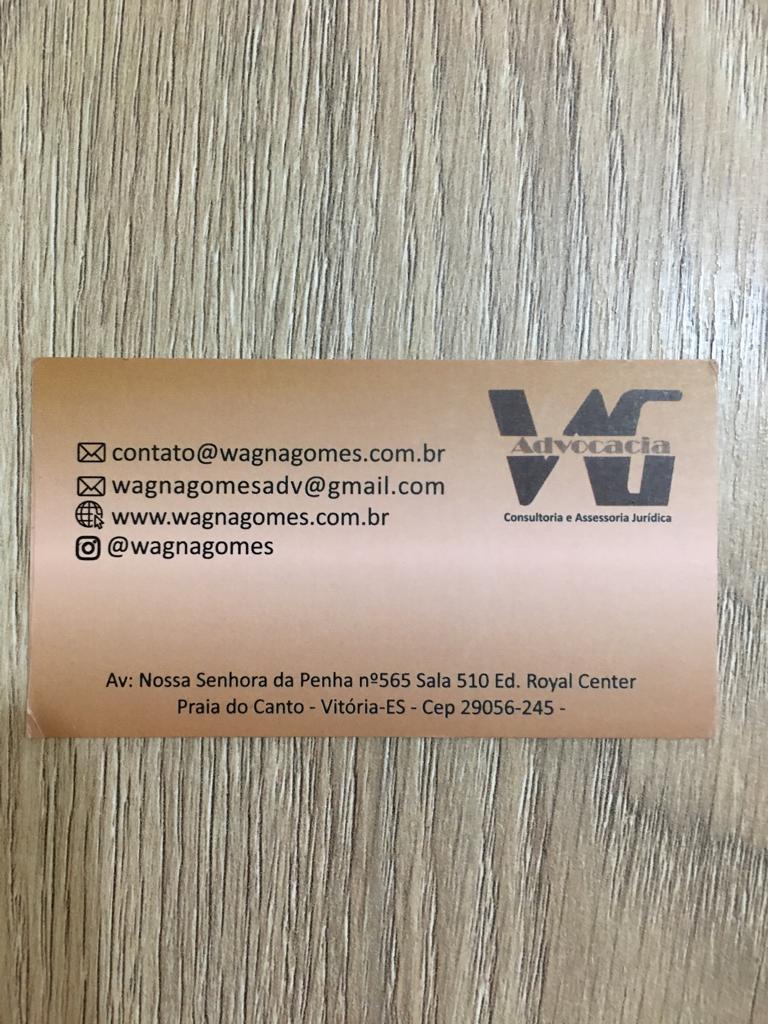 contato@wagnagomes.com.br
wagnagomesadv@gmail.com
www.wagnagomes.com.br
@wagnagomes
WG
Advocacia
Consultoria e Assessoria Jurídica
Av: Nossa Senhora da Penha nº565 Sala 510 Ed. Royal Center
Praia do Canto - Vitória-ES - Cep 29056-245 -